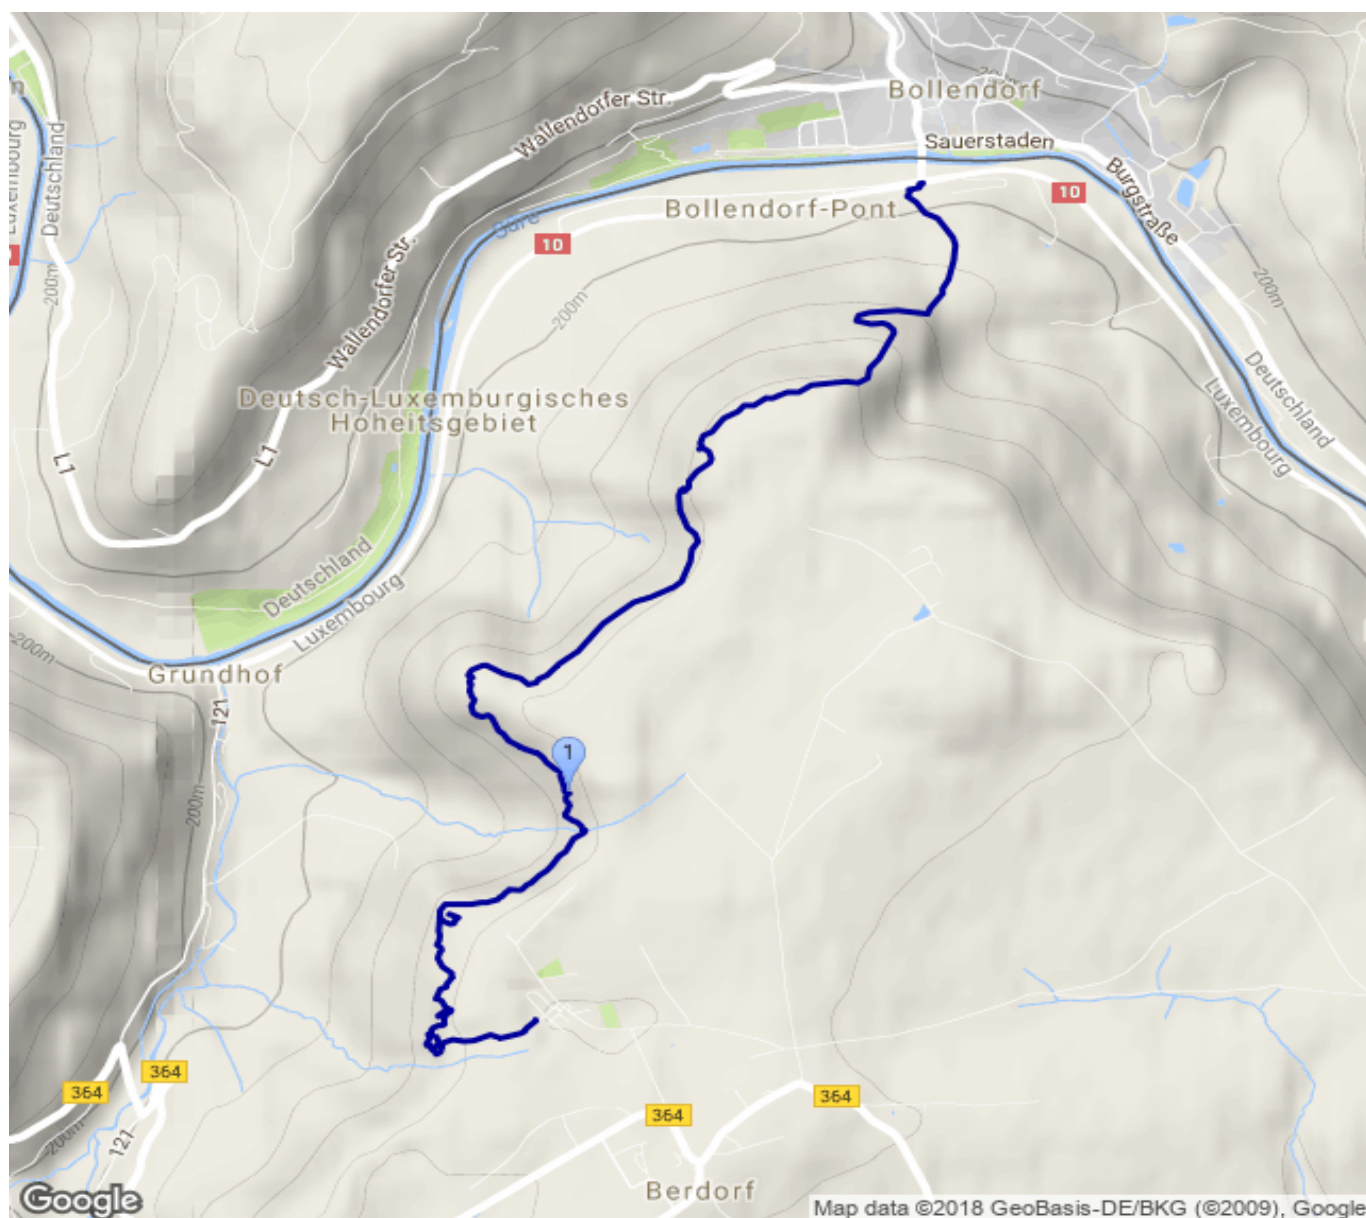 Bollendorf
Wallendorfer Str.
Sauerstaden
Luxembourg
Deutschland
Burgstraße
10
Bollendorf-Pont
Sûre
10
200m
200m
200m
Wallendorfer Str.
Deutsch-Luxemburgisches
Hoheitsgebiet
Deutschland
Luxembourg
L1
L1
Deutschland
Luxembourg
200m
Grundhof
121
1
200m
364
364
364
364
121
200m
Berdorf
Google
Map data ©2018 GeoBasis-DE/BKG (©2009), Google